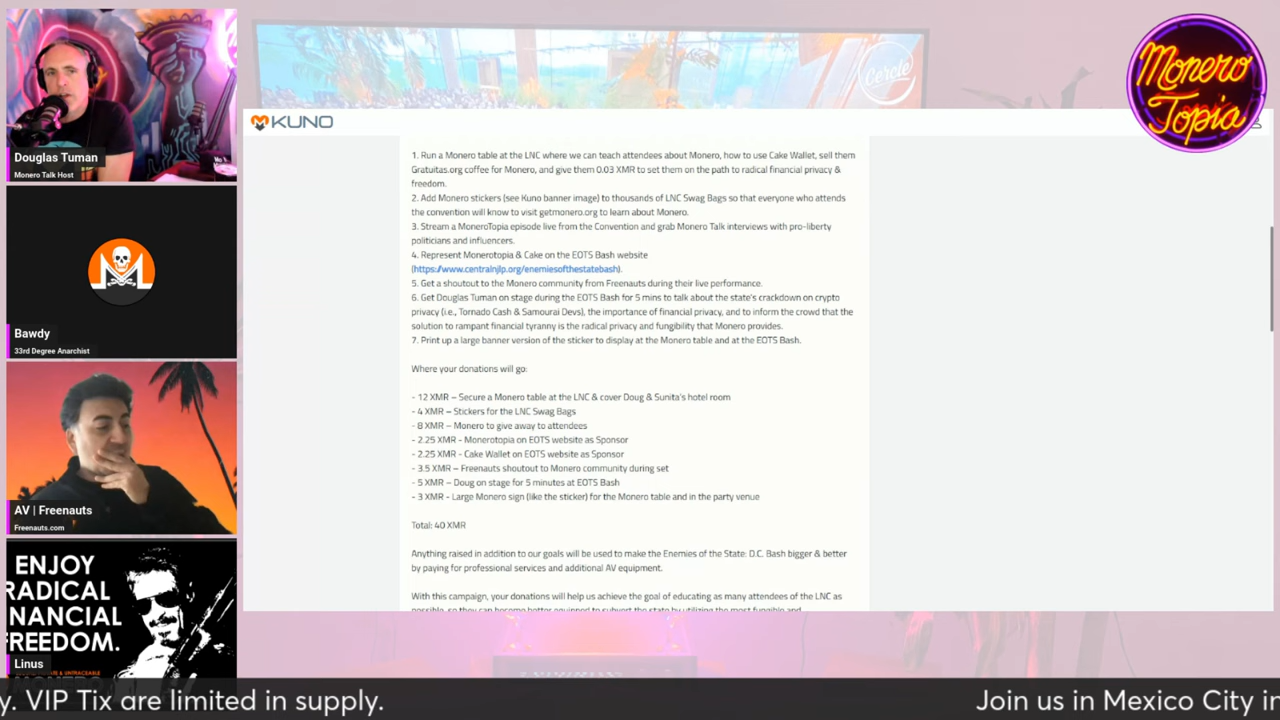 Douglas Tuman
Monero Talk Host
Bawdy
33rd Degree Anarchist
AV | Freenauts
Freenauts.com
ENJOY
RADICAL
FINANCIAL
FREEDOM.
Linus
Cercle
Monero
Topia
KUNO
1. Run a Monero table at the LNC where we can teach attendees about Monero, how to use Cake Wallet, sell them
Gratuitas.org coffee for Monero, and give them 0.03 XMR to set them on the path to radical financial privacy &
freedom.
2. Add Monero stickers (see Kuno banner image) to thousands of LNC Swag Bags so that everyone who attends
the convention will know to visit getmonero.org to learn about Monero.
3. Stream a MoneroTopia episode live from the Convention and grab Monero Talk interviews with pro-liberty
politicians and influencers.
4. Represent Monerotopia & Cake on the EOTS Bash website
(https://www.centralnjlp.org/enemiesofthestatebash).
5. Get a shoutout to the Monero community from Freenauts during their live performance.
6. Get Douglas Tuman on stage during the EOTS Bash for 5 mins to talk about the state's crackdown on crypto
privacy (i.e., Tornado Cash & Samourai Devs), the importance of financial privacy, and to inform the crowd that the
solution to rampant financial tyranny is the radical privacy and fungibility that Monero provides.
7. Print up a large banner version of the sticker to display at the Monero table and at the EOTS Bash.
Where your donations will go:
- 12 XMR – Secure a Monero table at the LNC & cover Doug & Sunita's hotel room
- 4 XMR – Stickers for the LNC Swag Bags
- 8 XMR – Monero to give away to attendees
- 2.25 XMR - Monerotopia on EOTS website as Sponsor
- 2.25 XMR - Cake Wallet on EOTS website as Sponsor
- 3.5 XMR – Freenauts shoutout to Monero community during set
- 5 XMR – Doug on stage for 5 minutes at EOTS Bash
- 3 XMR - Large Monero sign (like the sticker) for the Monero table and in the party venue
Total: 40 XMR
Anything raised in addition to our goals will be used to make the Enemies of the State: D.C. Bash bigger & better
by paying for professional services and additional AV equipment.
With this campaign, your donations will help us achieve the goal of educating as many attendees of the LNC as
possible, so they can become better equipped to subvert the state by utilizing the most fungible and
y. VIP Tix are limited in supply.
Join us in Mexico City in